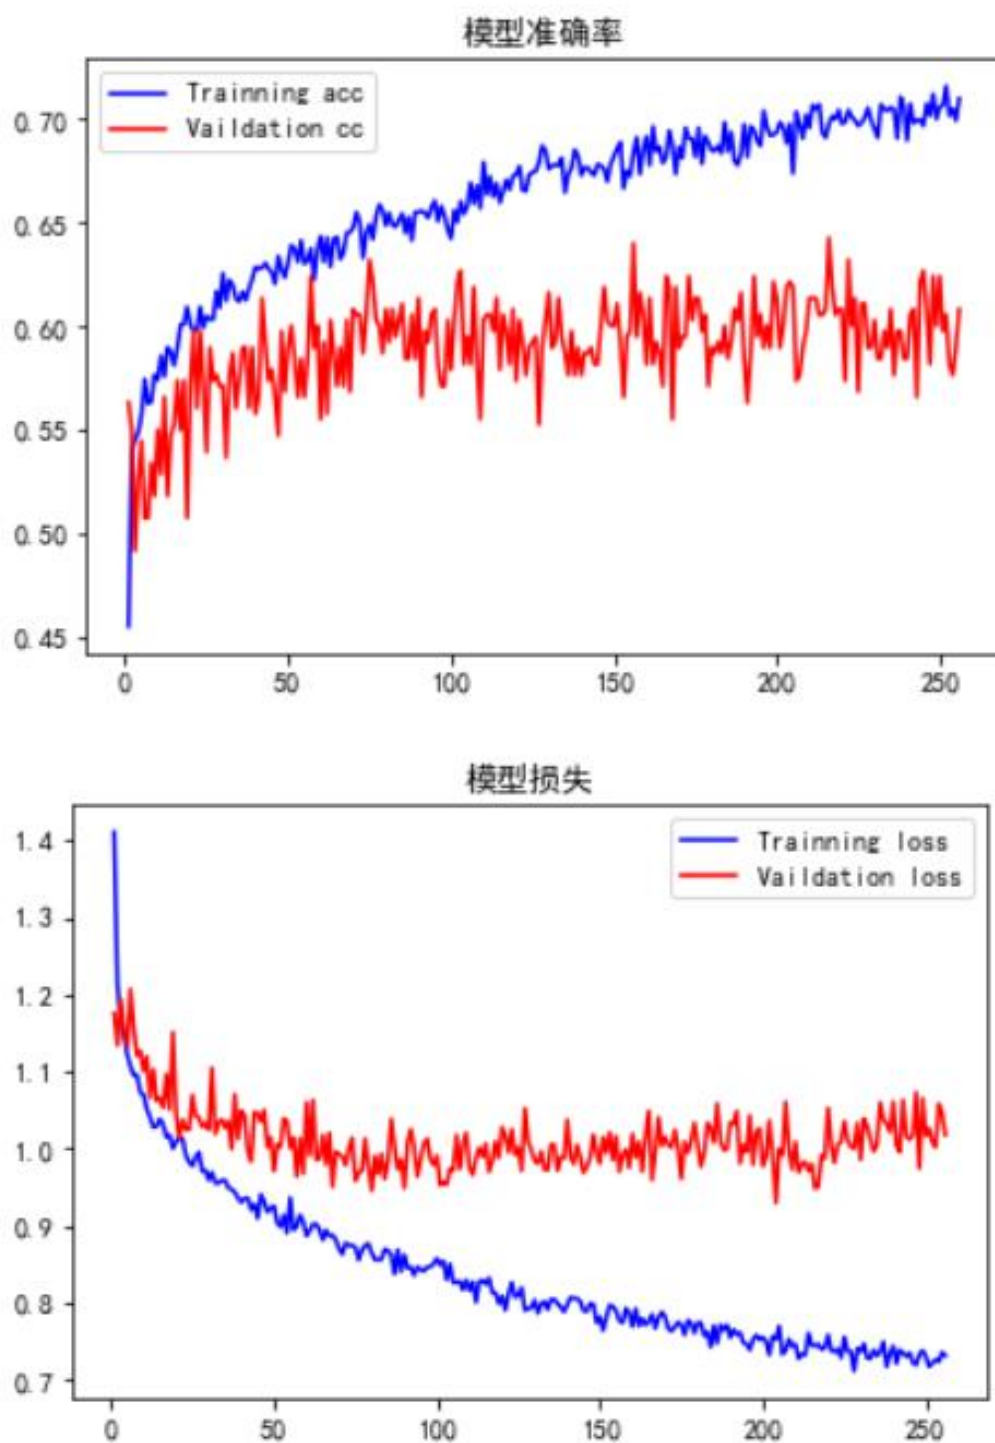 模型准确率
Trainning acc
Vaildation cc
0.70
0.65
0.60
0.55
0.50
0.45
0 50 100 150 200 250
模型损失
Trainning loss
Vaildation loss
1.4
1.3
1.2
1.1
1.0
0.9
0.8
0.7
0 50 100 150 200 250